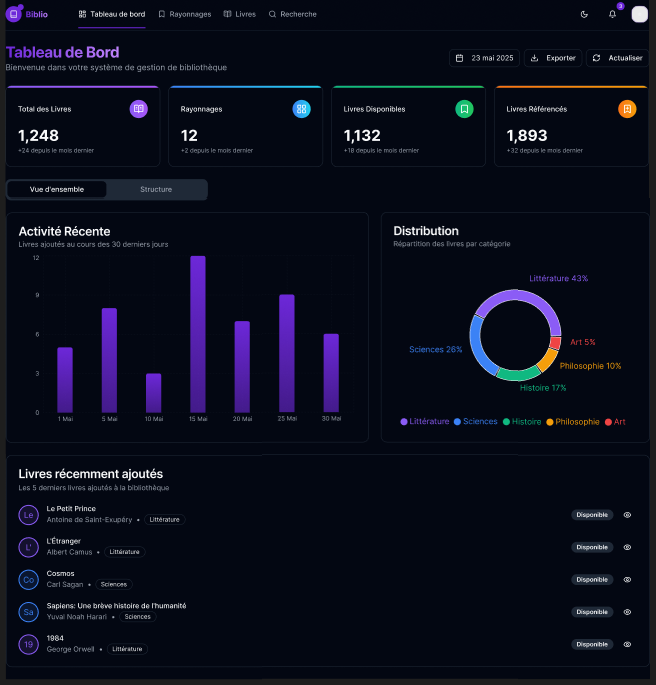 Biblio
Tableau de bord
Rayonnages
Livres
Recherche
3
Tableau de Bord
Bienvenue dans votre système de gestion de bibliothèque
23 mai 2025
Exporter
Actualiser
Total des Livres
1,248
+24 depuis le mois dernier
Rayonnages
12
+2 depuis le mois dernier
Livres Disponibles
1,132
+18 depuis le mois dernier
Livres Référencés
1,893
+32 depuis le mois dernier
Vue d'ensemble
Structure
Activité Récente
Livres ajoutés au cours des 30 derniers jours
12
9
6
3
0
1 Mai
5 Mai
10 Mai
15 Mai
20 Mai
25 Mai
30 Mai
Distribution
Répartition des livres par catégorie
Littérature 43%
Sciences 26%
Art 5%
Philosophie 10%
Histoire 17%
Littérature
Sciences
Histoire
Philosophie
Art
Livres récemment ajoutés
Les 5 derniers livres ajoutés à la bibliothèque
Le
Le Petit Prince
Antoine de Saint-Exupéry • Littérature
Disponible
L'
L'Étranger
Albert Camus • Littérature
Disponible
Co
Cosmos
Carl Sagan • Sciences
Disponible
Sa
Sapiens: Une brève histoire de l'humanité
Yuval Noah Harari • Sciences
Disponible
19
1984
George Orwell • Littérature
Disponible